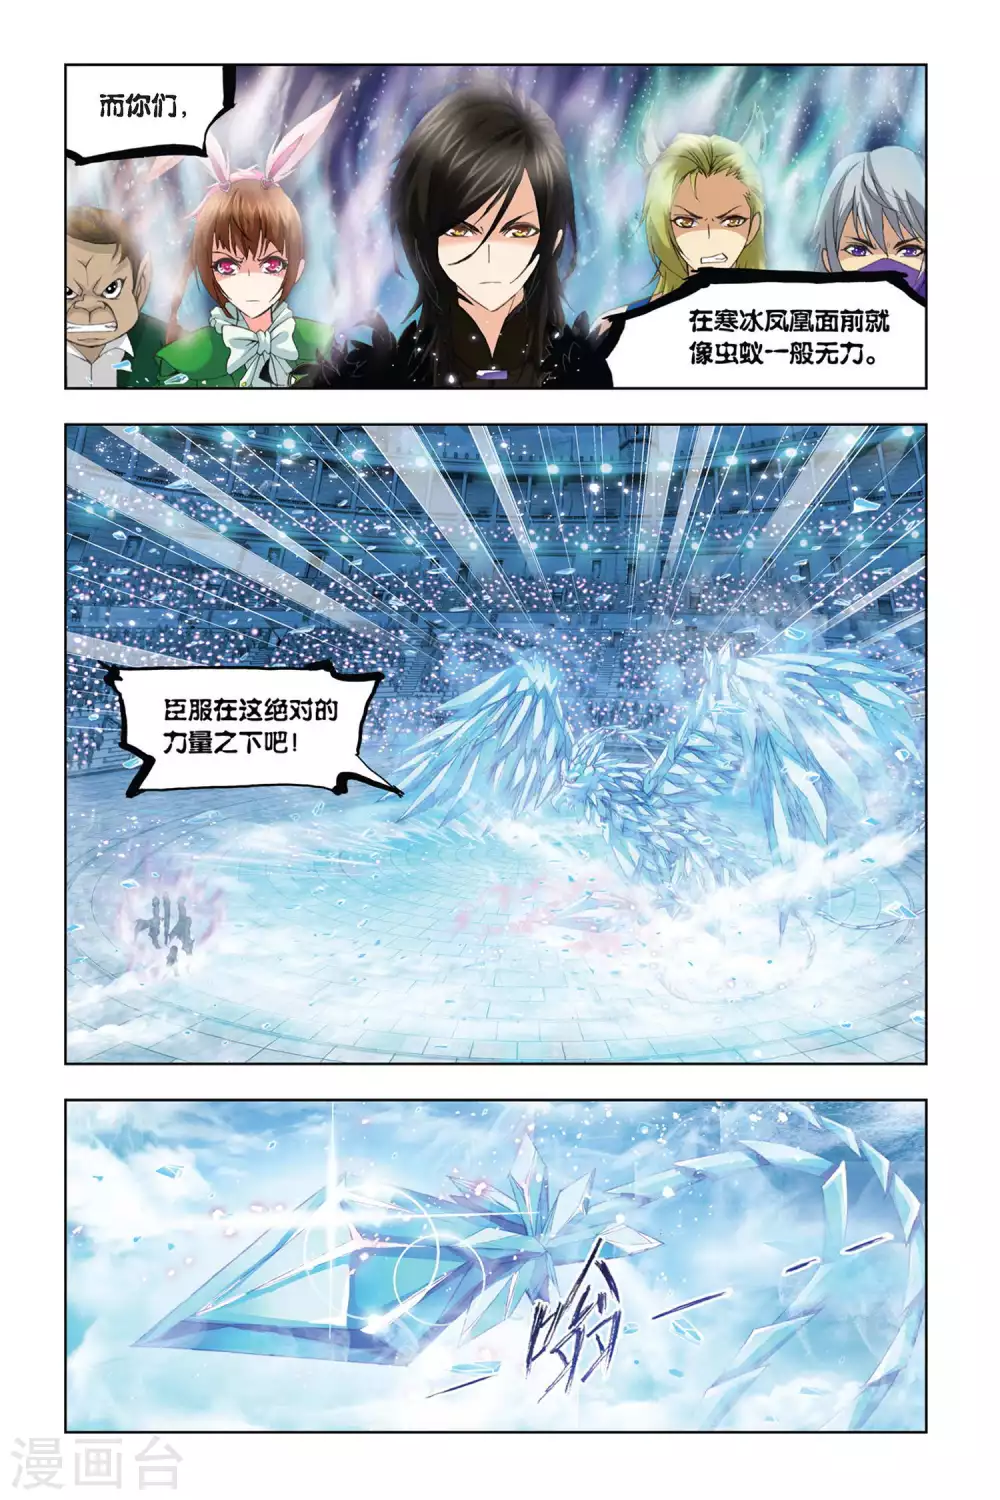 而你们，
在寒冰凤凰面前就
像虫蚁一般无力。
臣服在这绝对的
力量之下吧！
嗡
漫画台